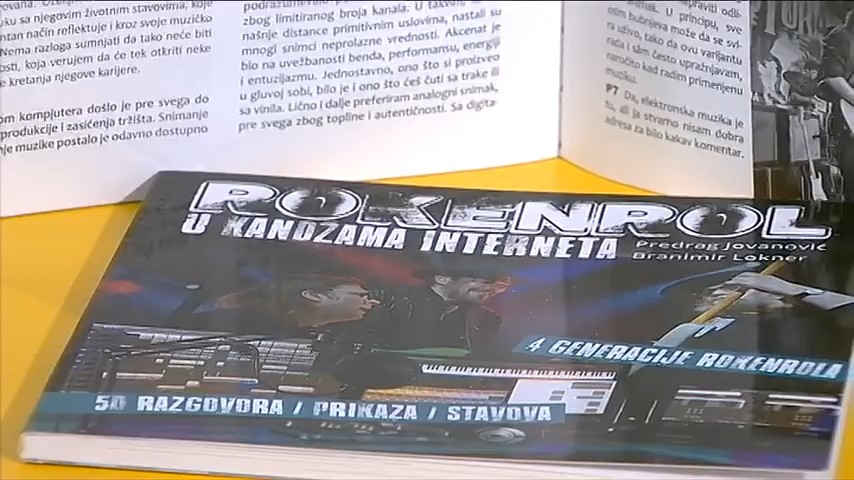 su njegovim životnim stavovima, koje
način reflektuje i kroz svoje muzičko
Nema razloga sumnjati da tako neće biti
koja verujem da će tek otkriti neke
kretanja njegove karijere.
kompjutera došlo je pre svega do
produkcije i zasićenja tržišta. Snimanje
muzike postalo je odavno dostupno
zbog limitiranog broja kanala. U takvim, na
našnje distance primitivnim uslovima, nastali su
mnogi snimci neprolazne vrednosti. Akcenat je
bio na uvežbanosti benda, performansu, energiji
i entuzijazmu. Jednostavno, ono što si proizveo
u gluvoj sobi, bilo je ono što ćeš čuti sa trake ili
sa vinila. Lično i dalje preferiram analogni snimak,
pre svega zbog topline i autentičnosti. Sa digita-
U principu, sve
bubnjeva može da se svi-
ra uživo, tako da ovu varijantu
rada i sâm često upražnjavam,
naročito kad radim primenjenu
muziku.
P7 Da, elektronska muzika je
to, ali ja stvarno nisam dobra
adresa za bilo kakav komentar.
ROKENROL
U KANDZAMA INTERNETA
Predrag Jovanović
Branimir Lokner
4 GENERACIJE ROKENROLA
50 RAZGOVORA / PRIKAZA / STAVOVA